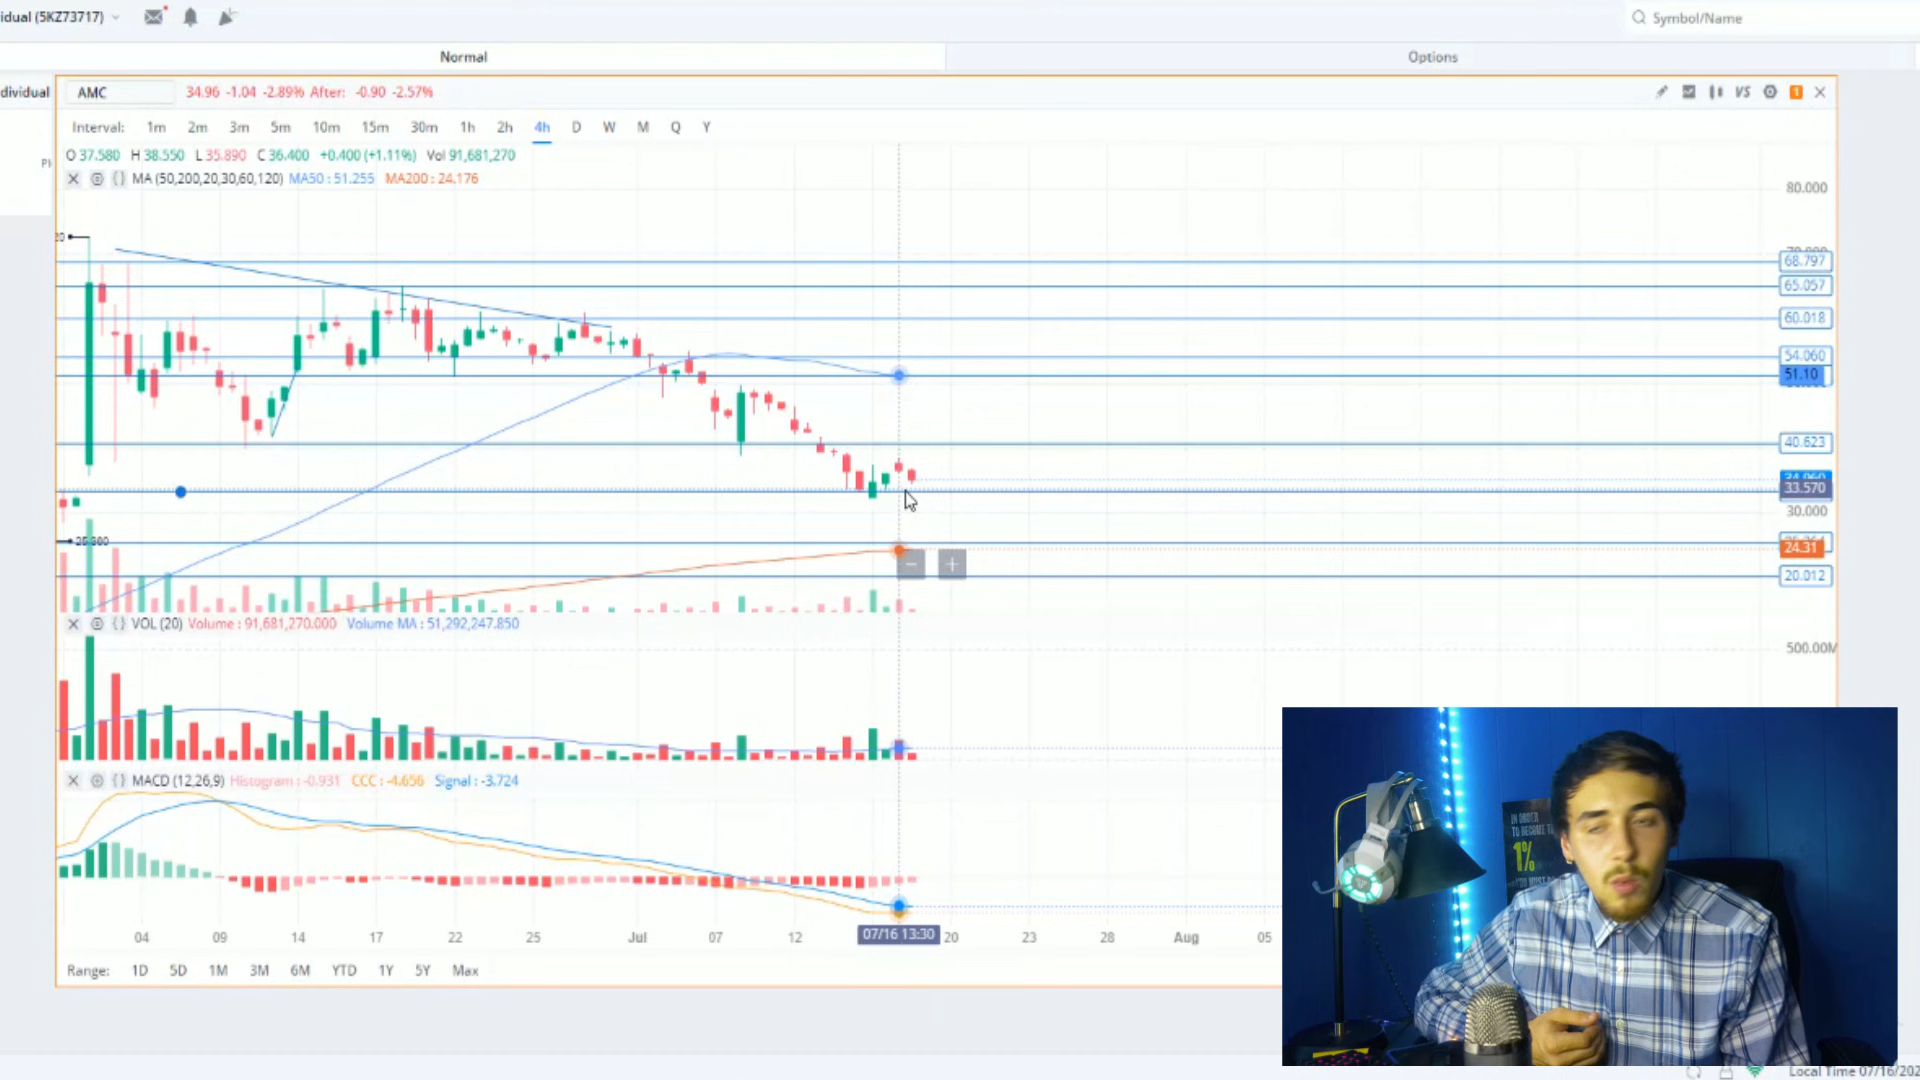 idual (5KZ73717)
Symbol/Name
Normal
Options
dividual
AMC
34.96 -1.04 -2.89% After: -0.90 -2.57%
VS
1
Interval: 1m 2m 3m 5m 10m 15m 30m 1h 2h 4h D W M Q Y
O 37.580 H 38.550 L 35.890 C 36.400 +0.400 (+1.11%) Vol 91,681,270
MA (50,200,20,30,60,120) MA50 : 51.255 MA200 : 24.176
80.000
68.797
65.057
60.018
54.060
51.10
40.623
33.570
30.000
24.31
20.012
VOL (20) Volume : 91,681,270.000 Volume MA : 51,292,247.850
500.00M
MACD (12,26,9) Histogram : -0.931 CCC : -4.656 Signal : -3.724
04 09 14 17 22 25 Jul 07 12 07/16 13:30 20 23 28 Aug 05
Range: 1D 5D 1M 3M 6M YTD 1Y 5Y Max
IN ORDER
TO BECOME T
1%
Local Time 07/16/202